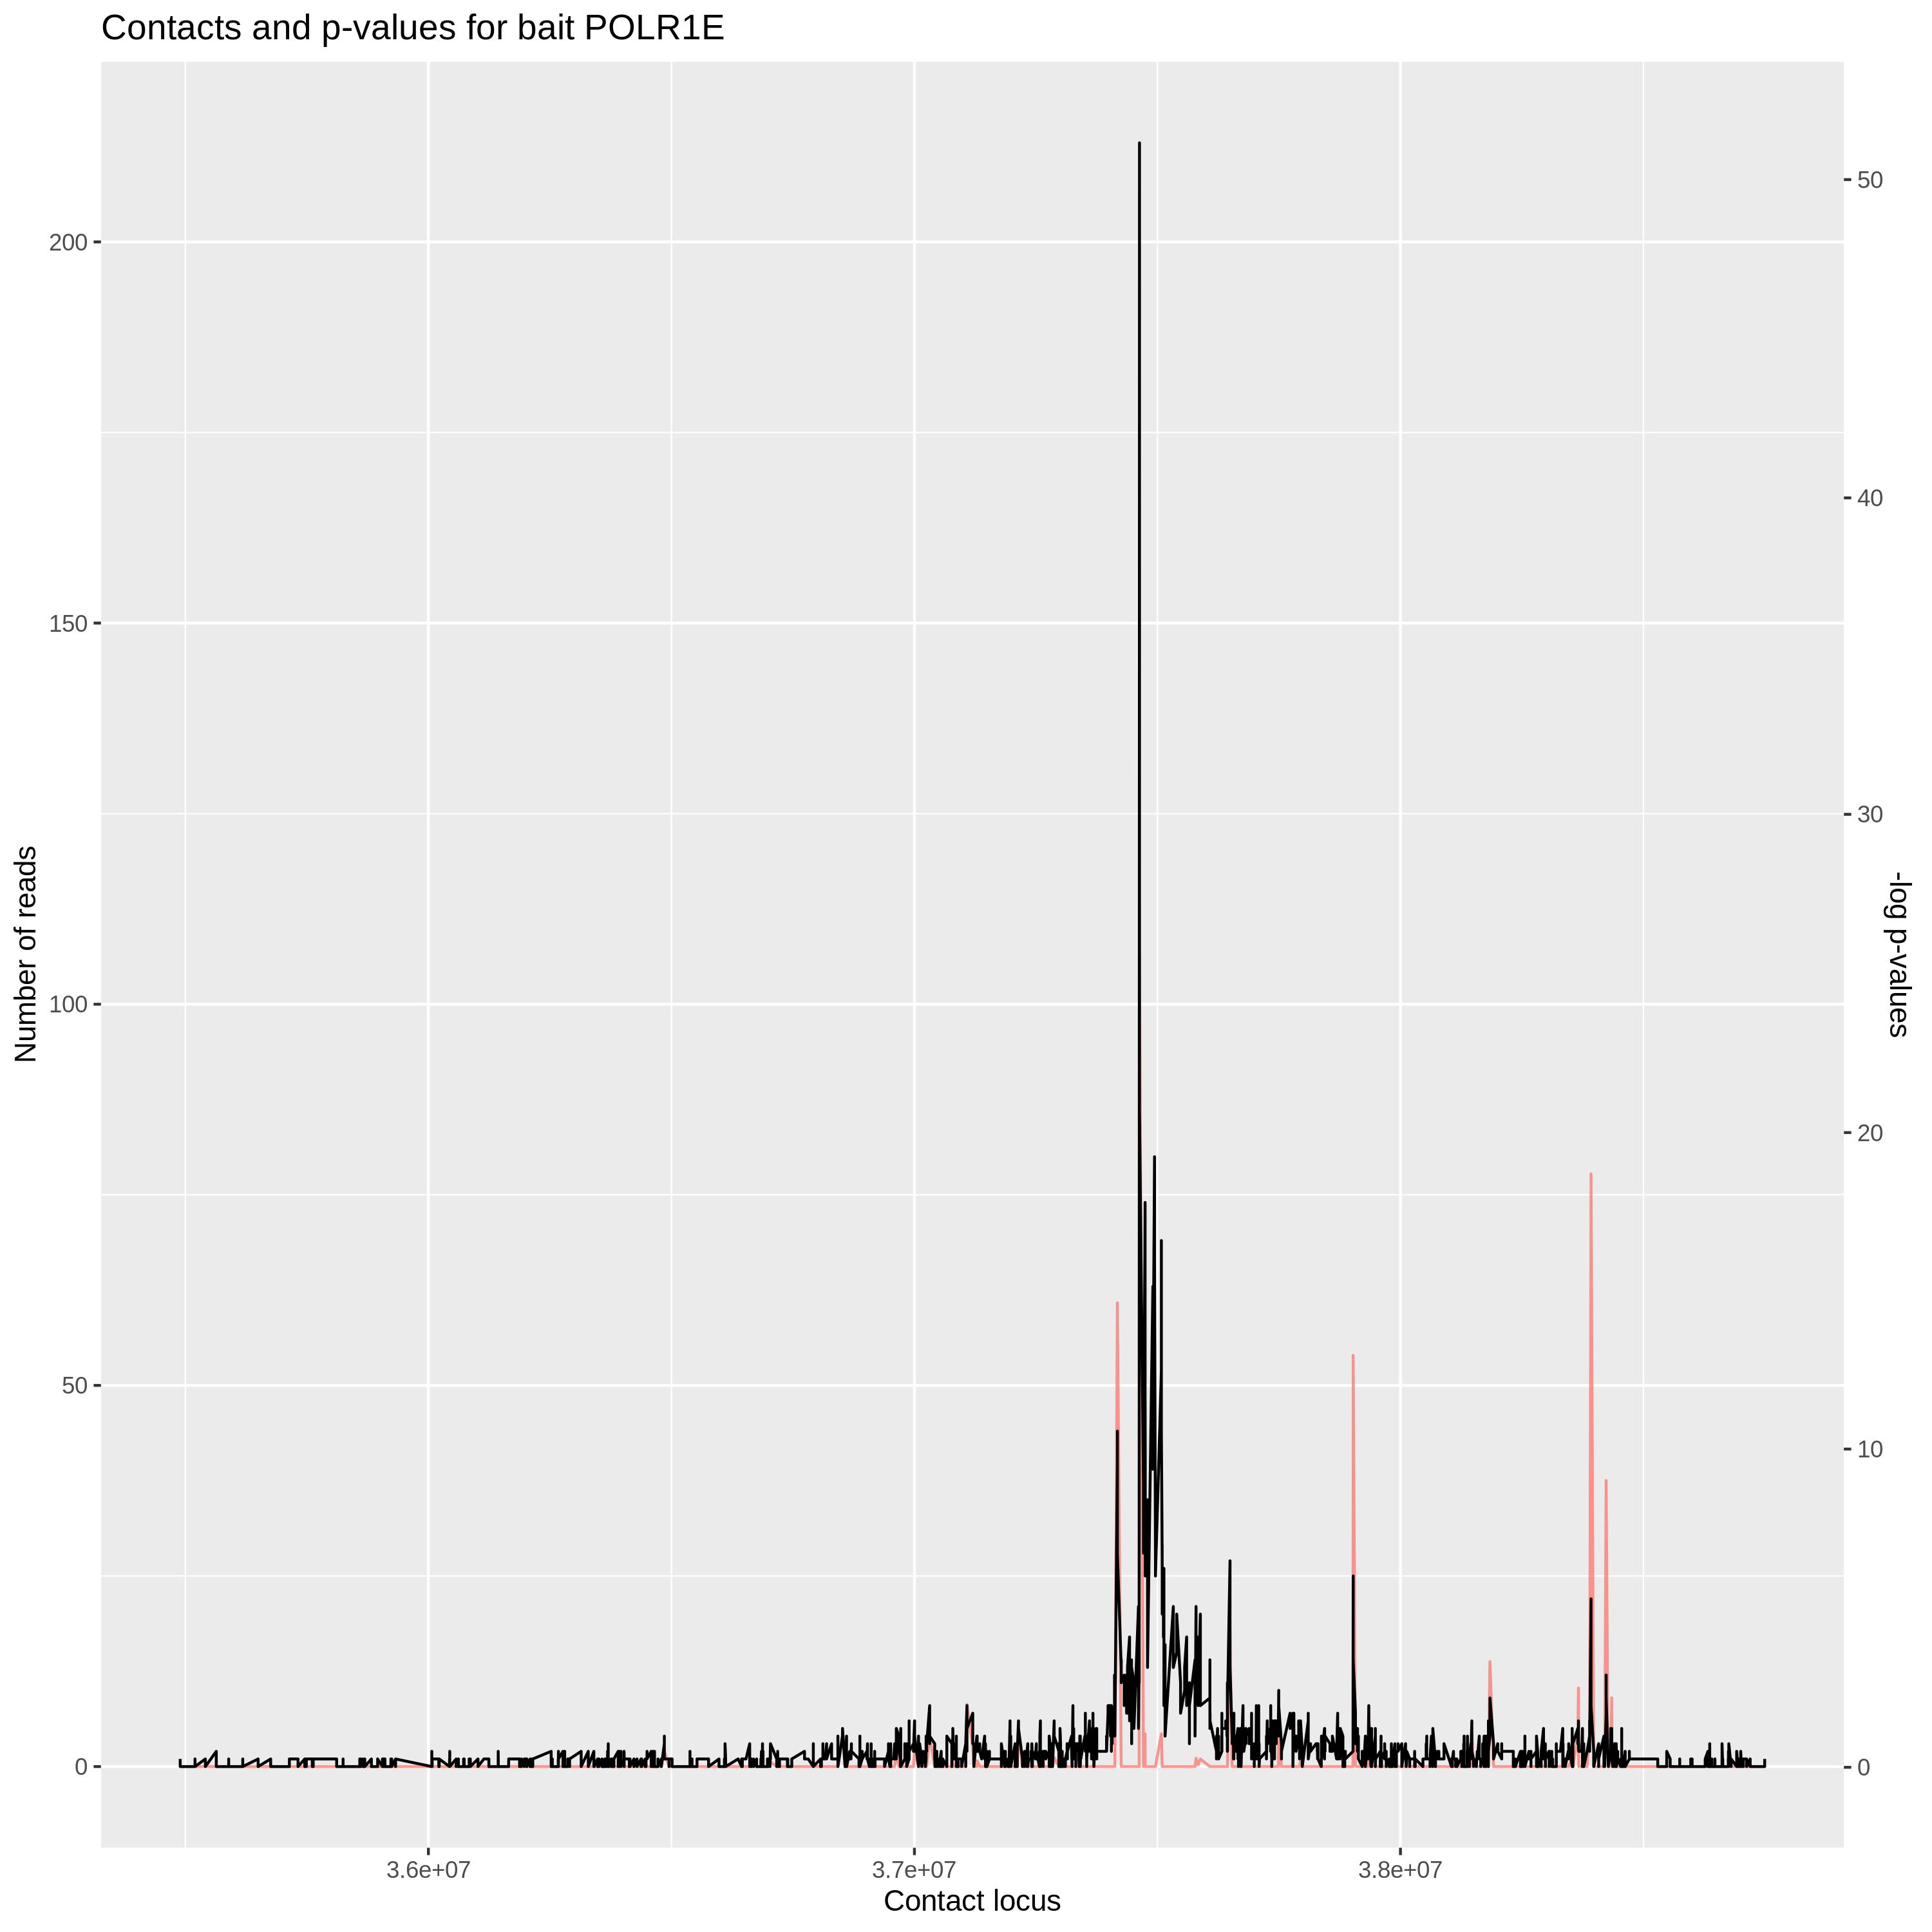 Contacts and p-values for bait POLR1E
200
150
100
50
0
Number of reads
50
40
30
20
10
0
-log p-values
3.6e+07
3.7e+07
3.8e+07
Contact locus